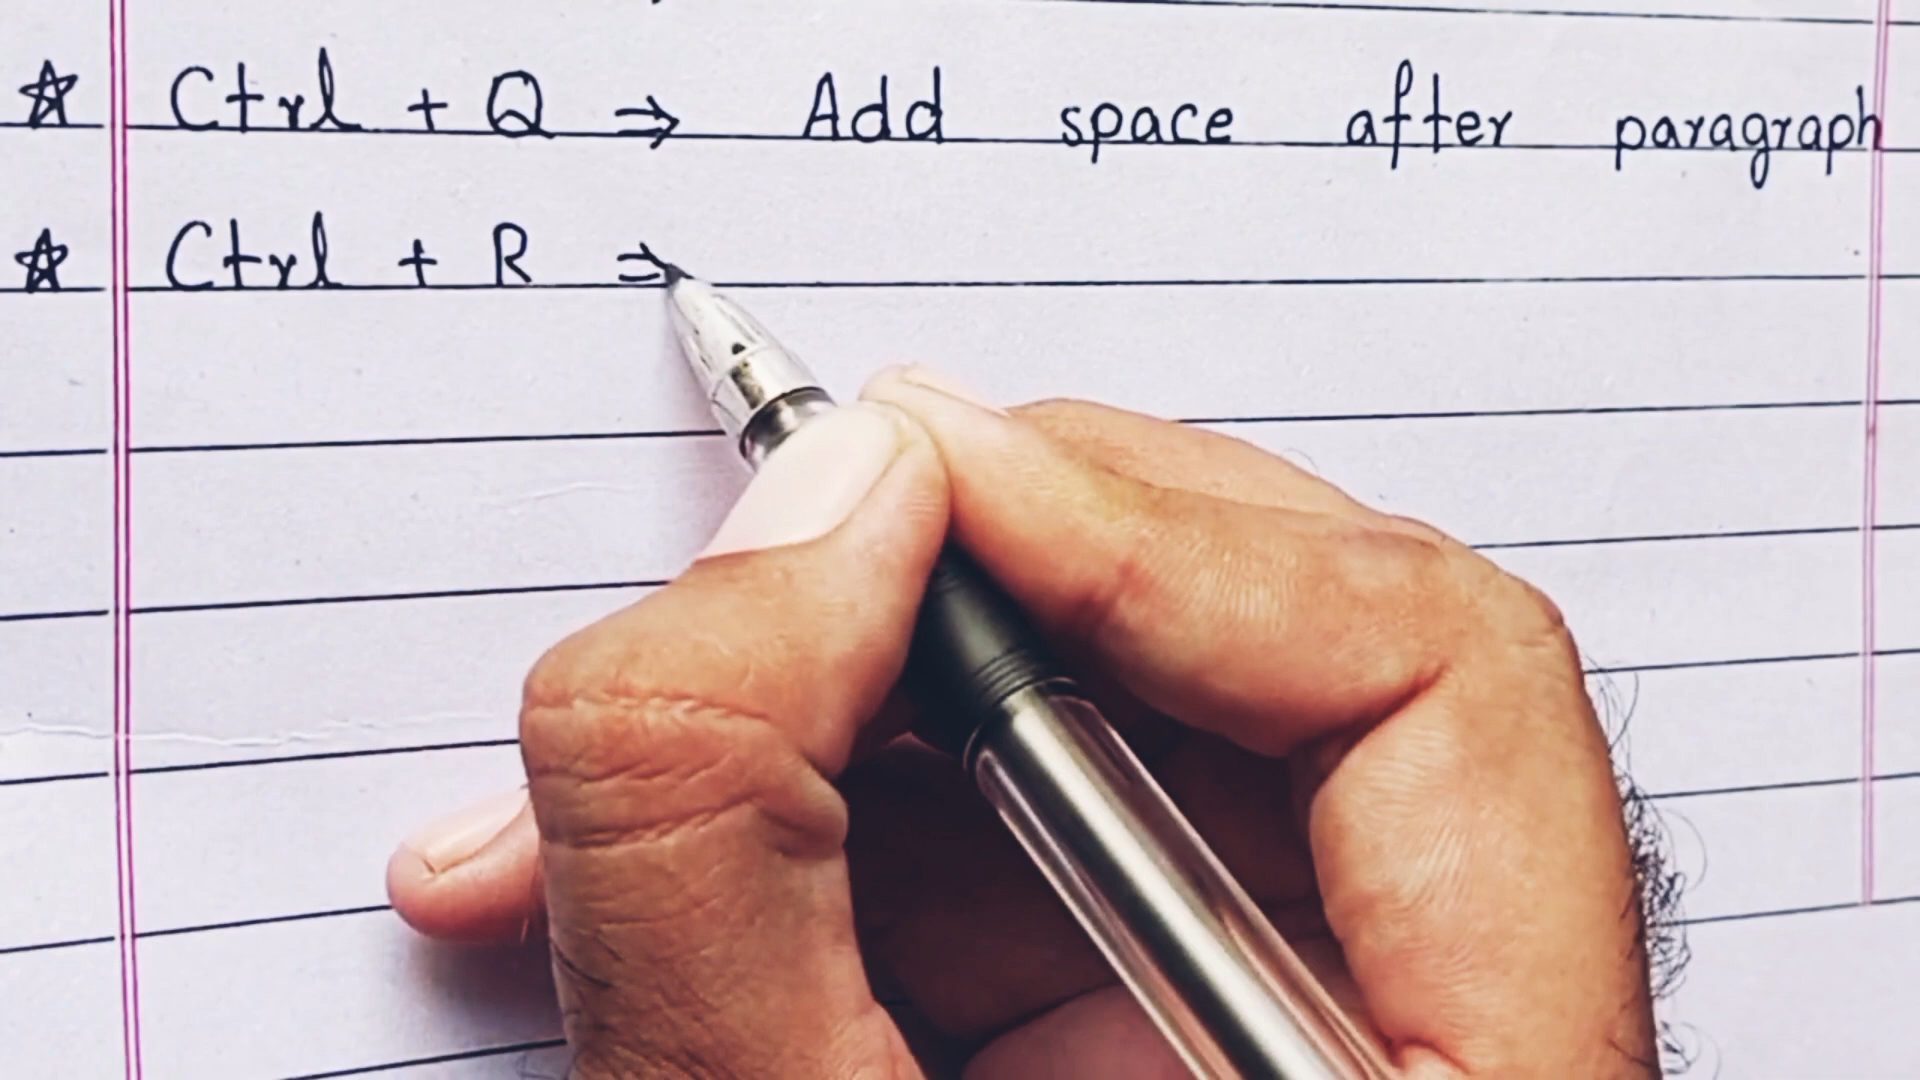 ☆ Ctrl + Q ⇒ Add space after paragraph
☆ Ctrl + R ⇒